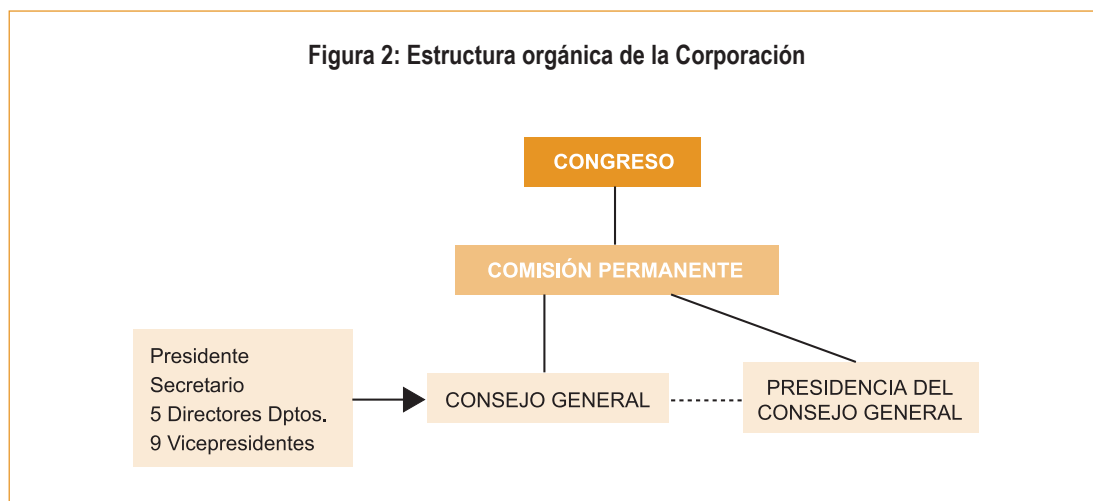 Figura 2: Estructura orgánica de la Corporación
CONGRESO
COMISIÓN PERMANENTE
Presidente
Secretario
5 Directores Dptos.
9 Vicepresidentes
CONSEJO GENERAL
PRESIDENCIA DEL
CONSEJO GENERAL